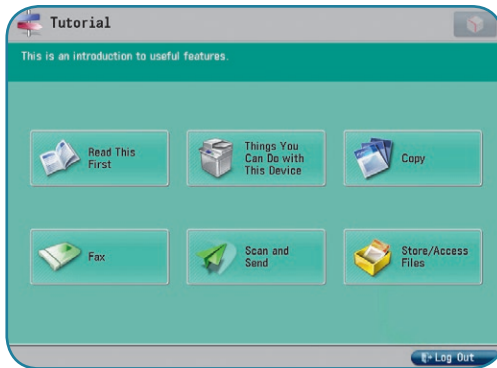 Tutorial
This is an introduction to useful features.
Read This
First
Things You
Can Do with
This Device
Copy
Fax
Scan and
Send
Store/Access
Files
Log Out